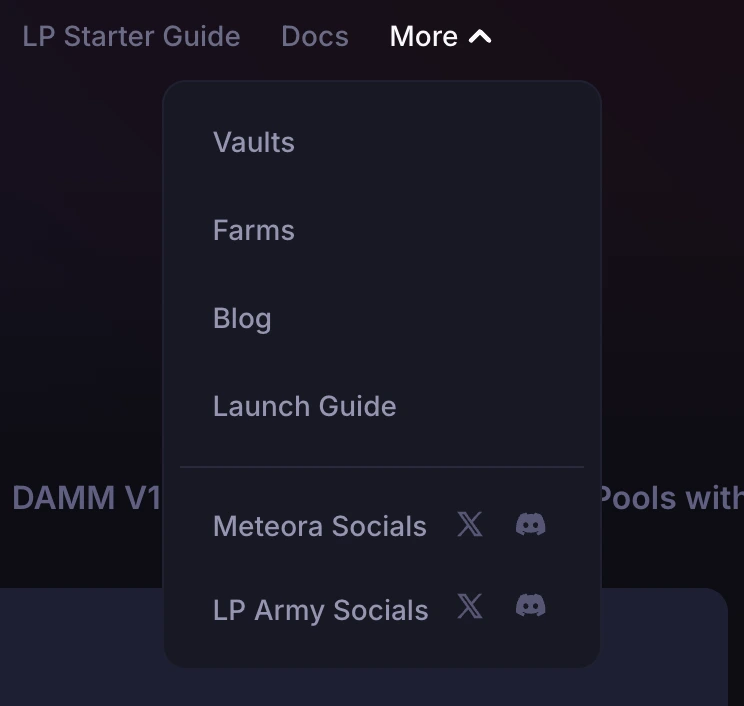 LP Starter Guide Docs More
Vaults
Farms
Blog
Launch Guide
DAMM V1 Pools with
Meteora Socials
LP Army Socials